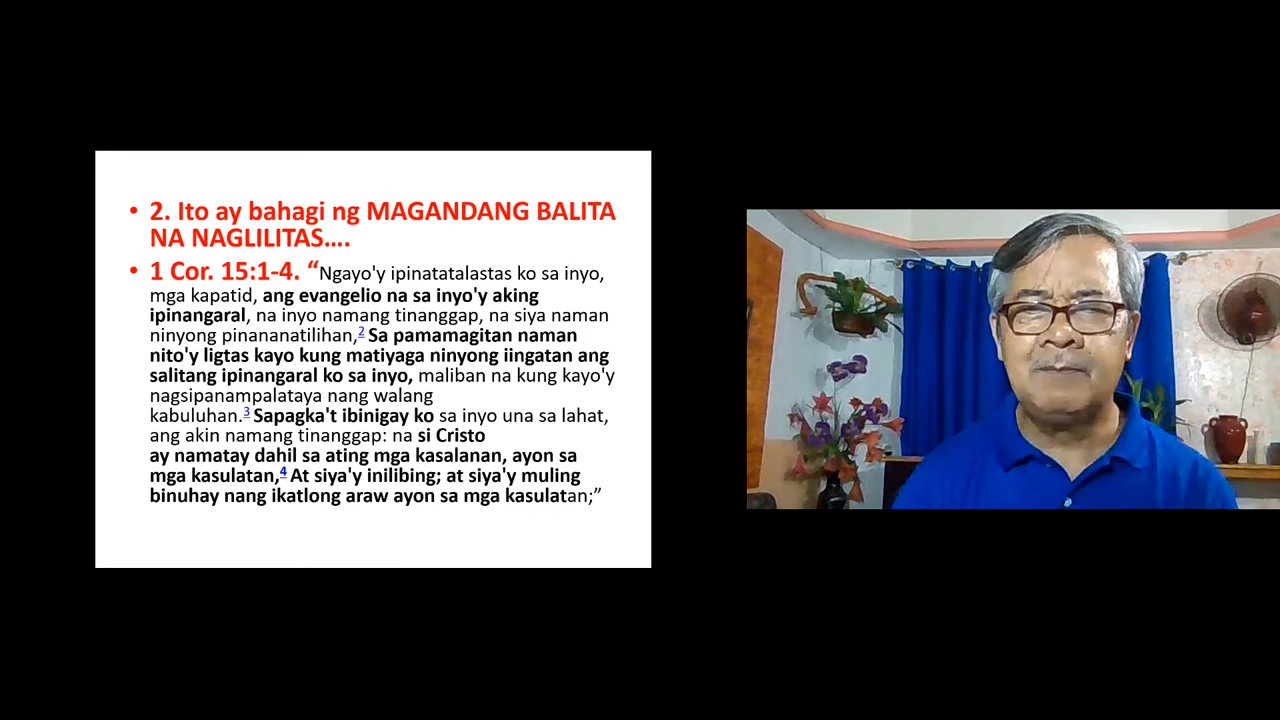 • 2. Ito ay bahagi ng MAGANDANG BALITA
NA NAGLILITAS....
• 1 Cor. 15:1-4. “Ngayo'y ipinatatalastas ko sa inyo,
mga kapatid, ang evangelio na sa inyo'y aking
ipinangaral, na inyo namang tinanggap, na siya naman
ninyong pinananatilihan,2 Sa pamamagitan naman
nito'y ligtas kayo kung matiyaga ninyong iingatan ang
salitang ipinangaral ko sa inyo, maliban na kung kayo'y
nagsipanampalataya nang walang
kabuluhan.3 Sapagka't ibinigay ko sa inyo una sa lahat,
ang akin namang tinanggap: na si Cristo
ay namatay dahil sa ating mga kasalanan, ayon sa
mga kasulatan,4 At siya'y inilibing; at siya'y muling
binuhay nang ikatlong araw ayon sa mga kasulatan;”